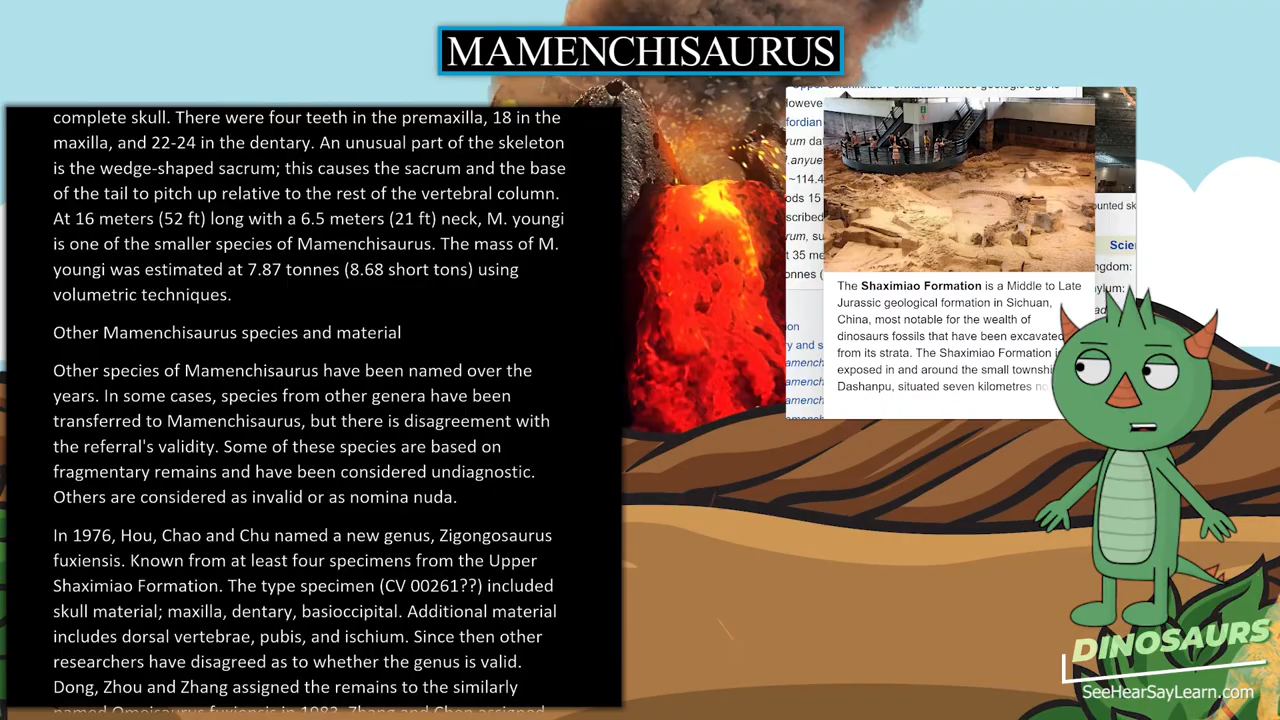 MAMENCHISAURUS
complete skull. There were four teeth in the premaxilla, 18 in the
maxilla, and 22-24 in the dentary. An unusual part of the skeleton
is the wedge-shaped sacrum; this causes the sacrum and the base
of the tail to pitch up relative to the rest of the vertebral column.
At 16 meters (52 ft) long with a 6.5 meters (21 ft) neck, M. youngi
is one of the smaller species of Mamenchisaurus. The mass of M.
youngi was estimated at 7.87 tonnes (8.68 short tons) using
volumetric techniques.
Other Mamenchisaurus species and material
Other species of Mamenchisaurus have been named over the
years. In some cases, species from other genera have been
transferred to Mamenchisaurus, but there is disagreement with
the referral's validity. Some of these species are based on
fragmentary remains and have been considered undiagnostic.
Others are considered as invalid or as nomina nuda.
In 1976, Hou, Chao and Chu named a new genus, Zigongosaurus
fuxiensis. Known from at least four specimens from the Upper
Shaximiao Formation. The type specimen (CV 00261??) included
skull material; maxilla, dentary, basioccipital. Additional material
includes dorsal vertebrae, pubis, and ischium. Since then other
researchers have disagreed as to whether the genus is valid.
Dong, Zhou and Zhang assigned the remains to the similarly
named Omeisaurus fuxiensis in 1983. Zhang and Chen assigned
The Shaximiao Formation is a Middle to Late
Jurassic geological formation in Sichuan,
China, most notable for the wealth of
dinosaurs fossils that have been excavated
from its strata. The Shaximiao Formation
exposed in and around the small townshi
Dashanpu, situated seven kilometres no
DINOSAURS
SeeHearSayLearn.com